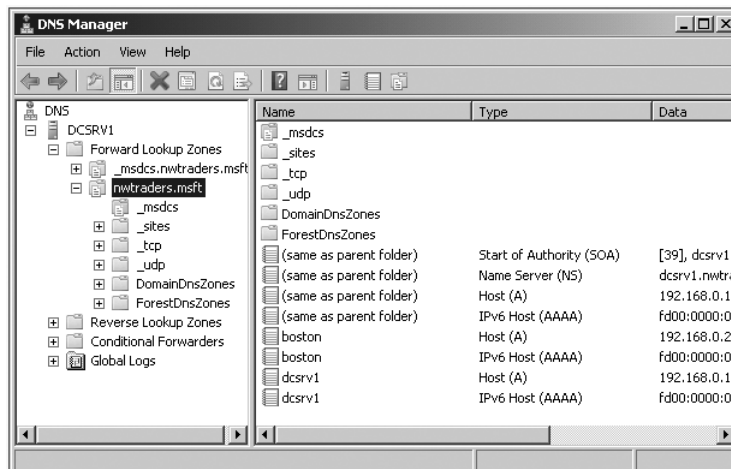 DNS Manager
File Action View Help
DNS
DCSRV1
Forward Lookup Zones
_msdcs.nwtraders.msft
nwtraders.msft
_msdcs
_sites
_tcp
_udp
DomainDnsZones
ForestDnsZones
Reverse Lookup Zones
Conditional Forwarders
Global Logs
Name Type Data
_msdcs
_sites
_tcp
_udp
DomainDnsZones
ForestDnsZones
(same as parent folder) Start of Authority (SOA) [39], dcsrv1
(same as parent folder) Name Server (NS) dcsrv1.nwtra
(same as parent folder) Host (A) 192.168.0.1
(same as parent folder) IPv6 Host (AAAA) fd00:0000:0
boston Host (A) 192.168.0.2
boston IPv6 Host (AAAA) fd00:0000:0
dcsrv1 Host (A) 192.168.0.1
dcsrv1 IPv6 Host (AAAA) fd00:0000:0